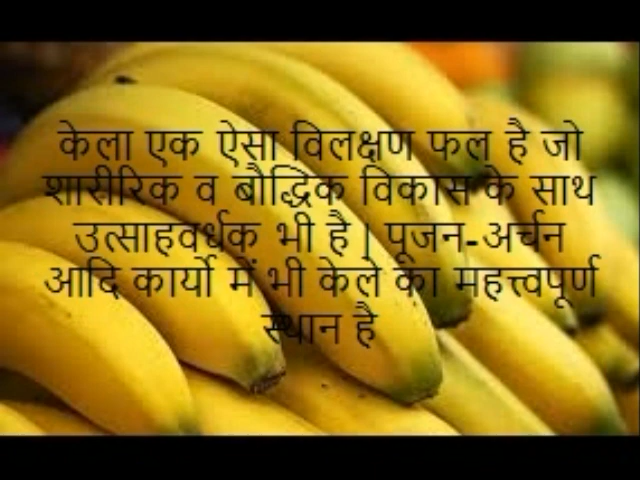 केला एक ऐसा विलक्षण फल है जो
शारीरिक व बौद्धिक विकास के साथ
उत्साहवर्धक भी है | पूजन-अर्चन
आदि कार्यो में भी केले का महत्त्वपूर्ण
स्थान है